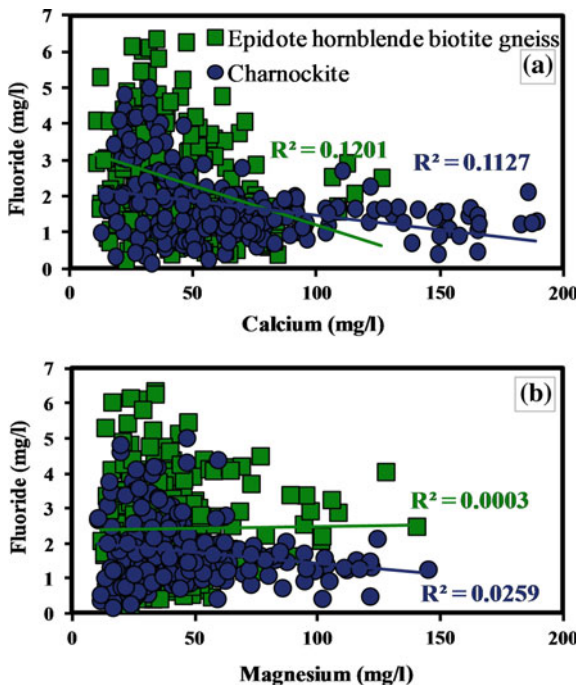 7
Epidote hornblende biotite gneiss
(a)
6
Charnockite
5
4
Fluoride (mg/l)
3
R² = 0.1201
R² = 0.1127
2
1
0
0 50 100 150 200
Calcium (mg/l)
7
(b)
6
5
4
Fluoride (mg/l)
3
R² = 0.0003
2
1
R² = 0.0259
0
0 50 100 150 200
Magnesium (mg/l)